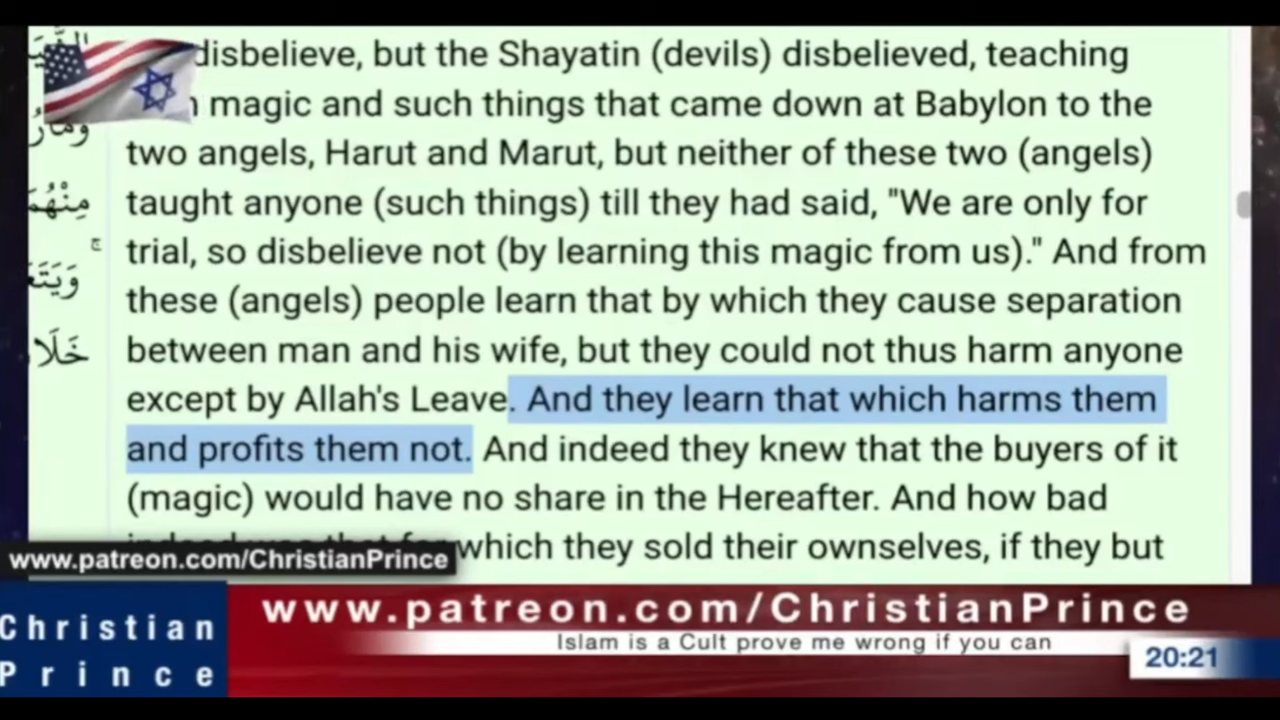 disbelieve, but the Shayatin (devils) disbelieved, teaching
magic and such things that came down at Babylon to the
two angels, Harut and Marut, but neither of these two (angels)
taught anyone (such things) till they had said, "We are only for
trial, so disbelieve not (by learning this magic from us)." And from
these (angels) people learn that by which they cause separation
between man and his wife, but they could not thus harm anyone
except by Allah's Leave. And they learn that which harms them
and profits them not. And indeed they knew that the buyers of it
(magic) would have no share in the Hereafter. And how bad
indeed was that for which they sold their ownselves, if they but
مِنْهُمَ
وَيَتَعَ
خَلَا
www.patreon.com/ChristianPrince
Christian
Prince
www.patreon.com/ChristianPrince
Islam is a Cult prove me wrong if you can
20:21